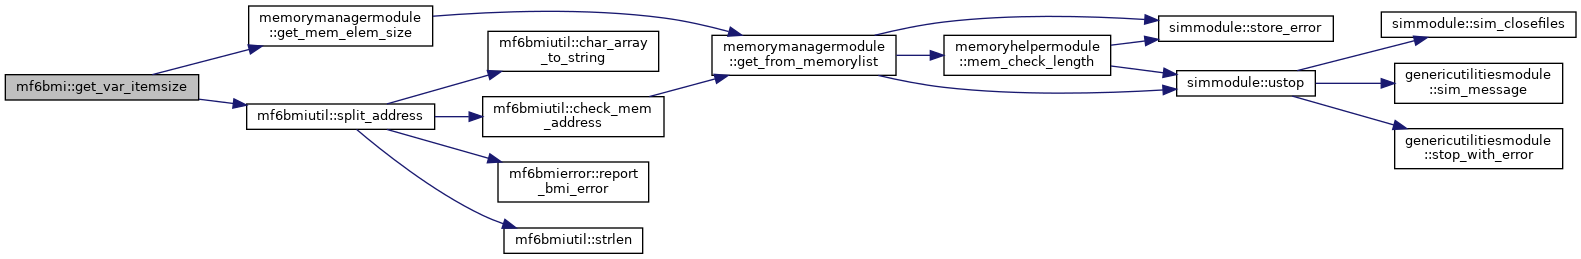 mf6bmi::get_var_itemsize
memorymanagermodule
::get_mem_elem_size
mf6bmiutil::split_address
mf6bmiutil::char_array
_to_string
mf6bmiutil::check_mem
_address
mf6bmierror::report
_bmi_error
mf6bmiutil::strlen
memorymanagermodule
::get_from_memorylist
memoryhelpermodule
::mem_check_length
simmodule::store_error
simmodule::ustop
simmodule::sim_closefiles
genericutilitiesmodule
::sim_message
genericutilitiesmodule
::stop_with_error